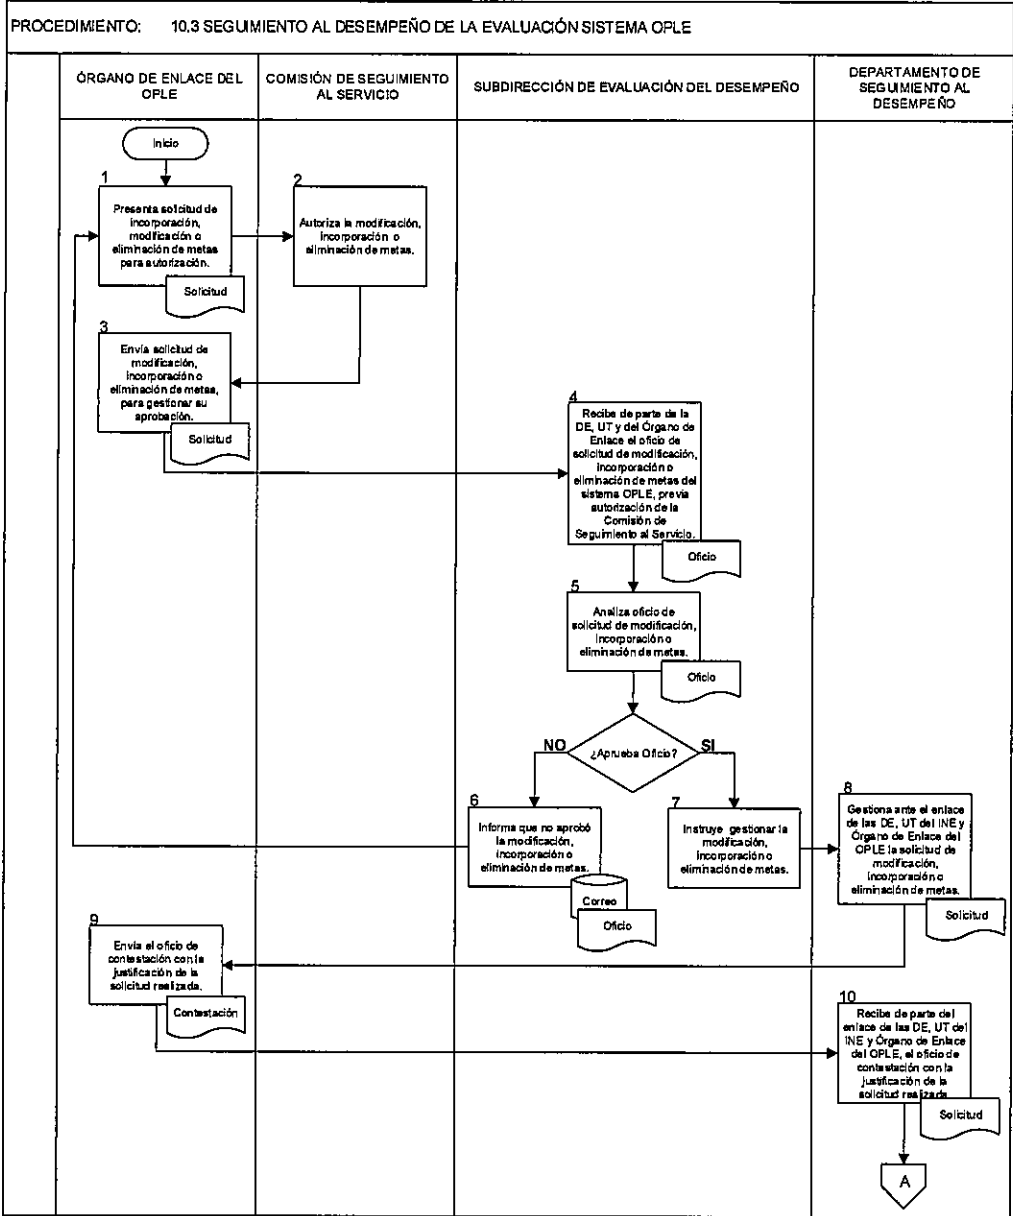 PROCEDIMIENTO: 10.3 SEGUIMIENTO AL DESEMPEÑO DE LA EVALUACIÓN SISTEMA OPLE
ÓRGANO DE ENLACE DEL
OPLE
COMISIÓN DE SEGUIMIENTO
AL SERVICIO
SUBDIRECCIÓN DE EVALUACIÓN DEL DESEMPEÑO
DEPARTAMENTO DE
SEGUIMIENTO AL
DESEMPEÑO
Inicio
1
Presenta solicitud de
incorporación,
modificación o
eliminación de metas
para autorización.
Solicitud
2
Autoriza la modificación,
incorporación o
eliminación de metas.
3
Envía solicitud de
modificación,
incorporación o
eliminación de metas,
para gestionar su
aprobación.
Solicitud
4
Recibe de parte de la
DE, UT y del Órgano de
Enlace el oficio de
solicitud de modificación,
incorporación o
eliminación de metas del
sistema OPLE, previa
autorización de la
Comisión de
Seguimiento al Servicio.
Oficio
5
Analiza oficio de
solicitud de modificación,
incorporación o
eliminación de metas.
Oficio
¿Aprueba Oficio?
NO
SI
6
Informa que no aprobó
la modificación,
incorporación o
eliminación de metas.
Correo
Oficio
7
Instruye gestionar la
modificación,
incorporación o
eliminación de metas.
8
Gestiona ante el enlace
de las DE, UT del INE y
Órgano de Enlace del
OPLE la solicitud de
modificación,
incorporación o
eliminación de metas.
Solicitud
9
Envía el oficio de
contestación con la
justificación de la
solicitud realizada.
Contestación
10
Recibe de parte del
enlace de las DE, UT del
INE y Órgano de Enlace
del OPLE, el oficio de
contestación con la
justificación de la
solicitud realizada
Solicitud
A